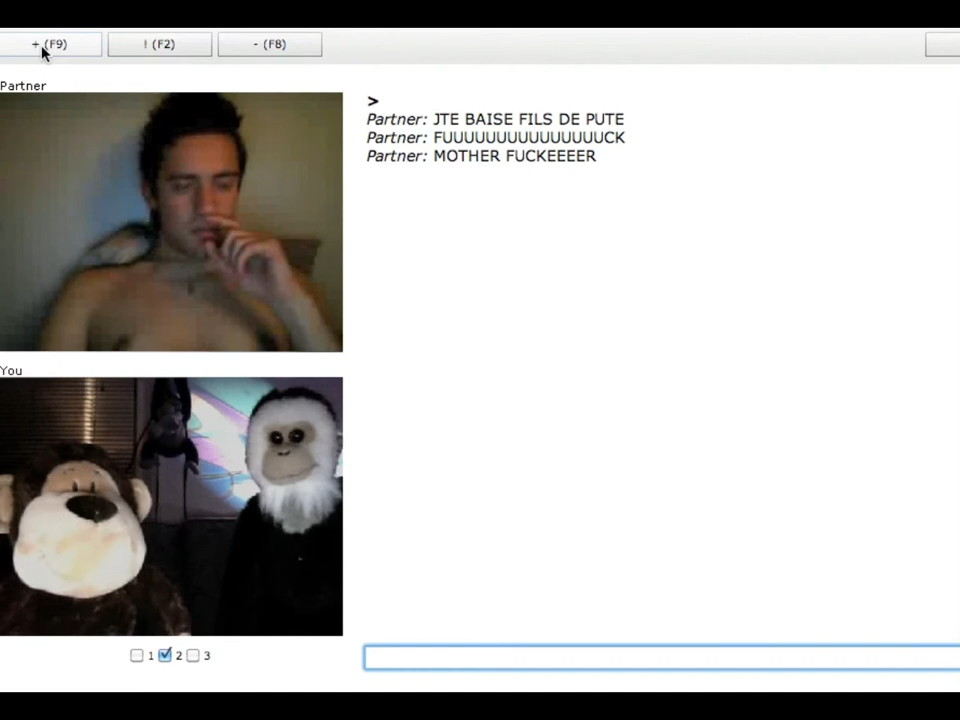 + (F9) ! (F2) - (F8)
Partner
>
Partner: JTE BAISE FILS DE PUTE
Partner: FUUUUUUUUUUUUUUUCK
Partner: MOTHER FUCKEEEER
You
1 2 3